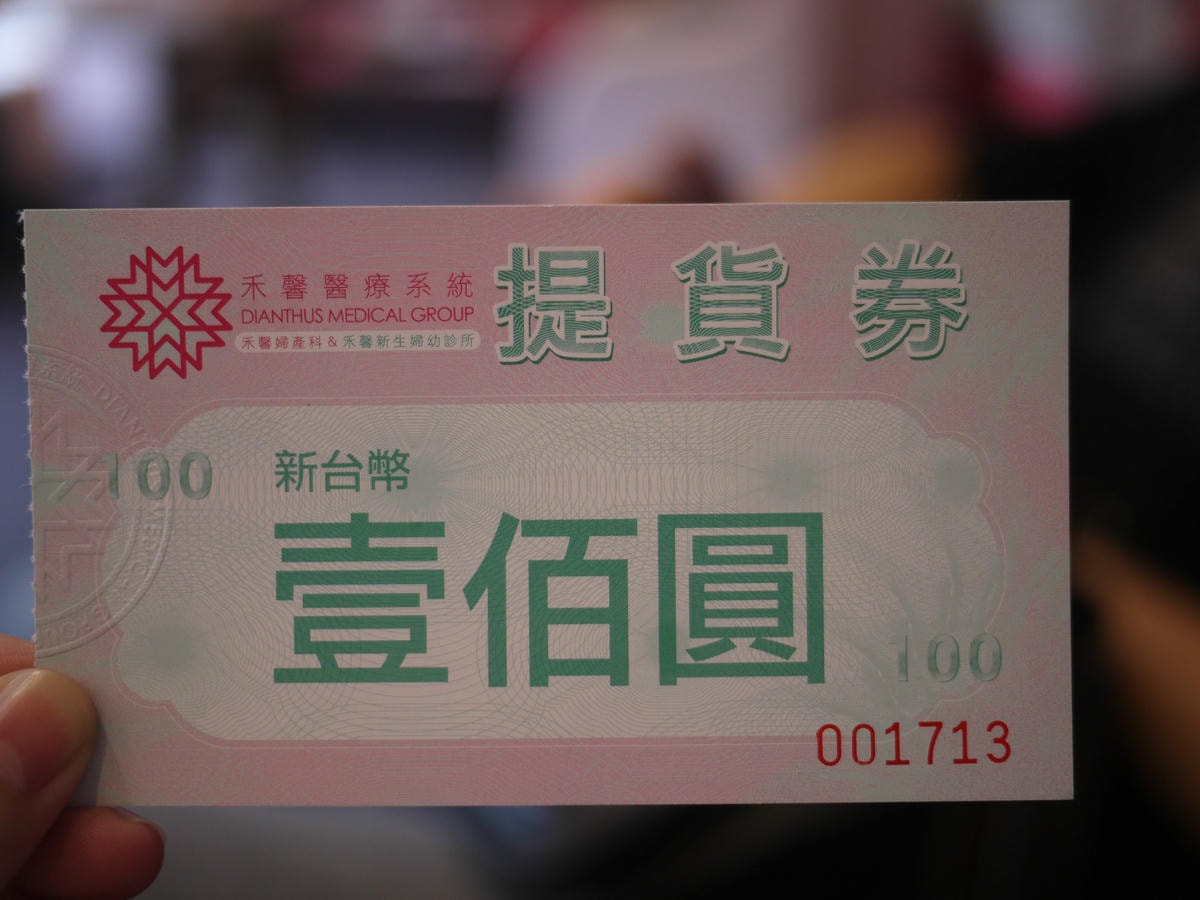 禾馨醫療系統
DIANTHUS MEDICAL GROUP
禾馨婦產科 & 禾馨新生婦幼診所
提貨券
100
新台幣
壹佰圓
100
001713